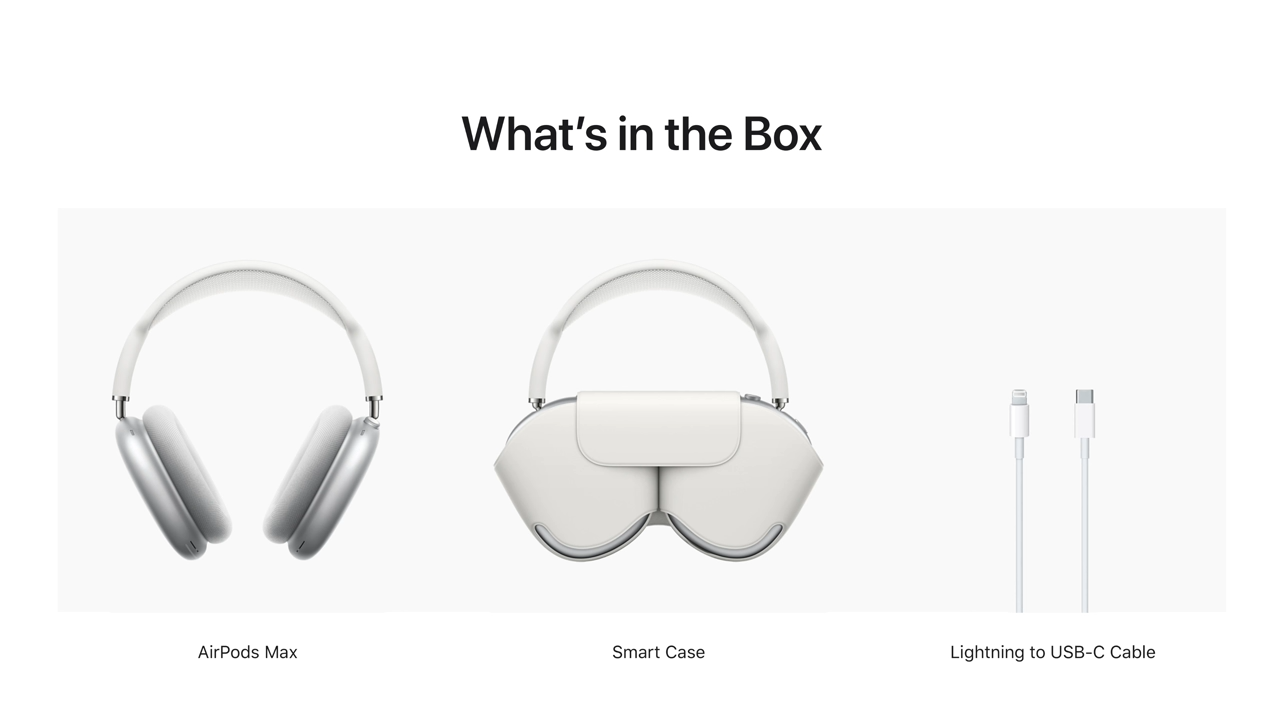 What’s in the Box
AirPods Max
Smart Case
Lightning to USB-C Cable